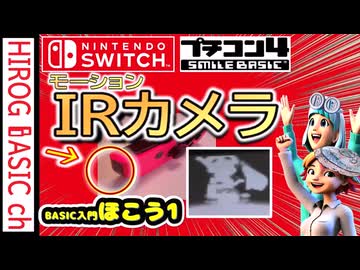 HIROG BASIC ch
NINTENDO
SWITCH
プチコン4
SMILE BASIC
モーション
IRカメラ
BASIC入門 ほこう1